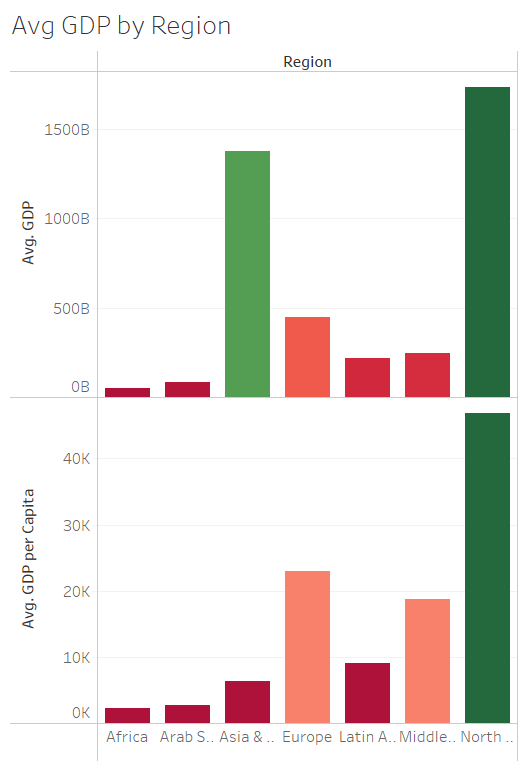 Avg GDP by Region
Region
Avg. GDP
1500B
1000B
500B
0B
Avg. GDP per Capita
40K
30K
20K
10K
0K
Africa Arab S.. Asia & .. Europe Latin A.. Middle.. North ..